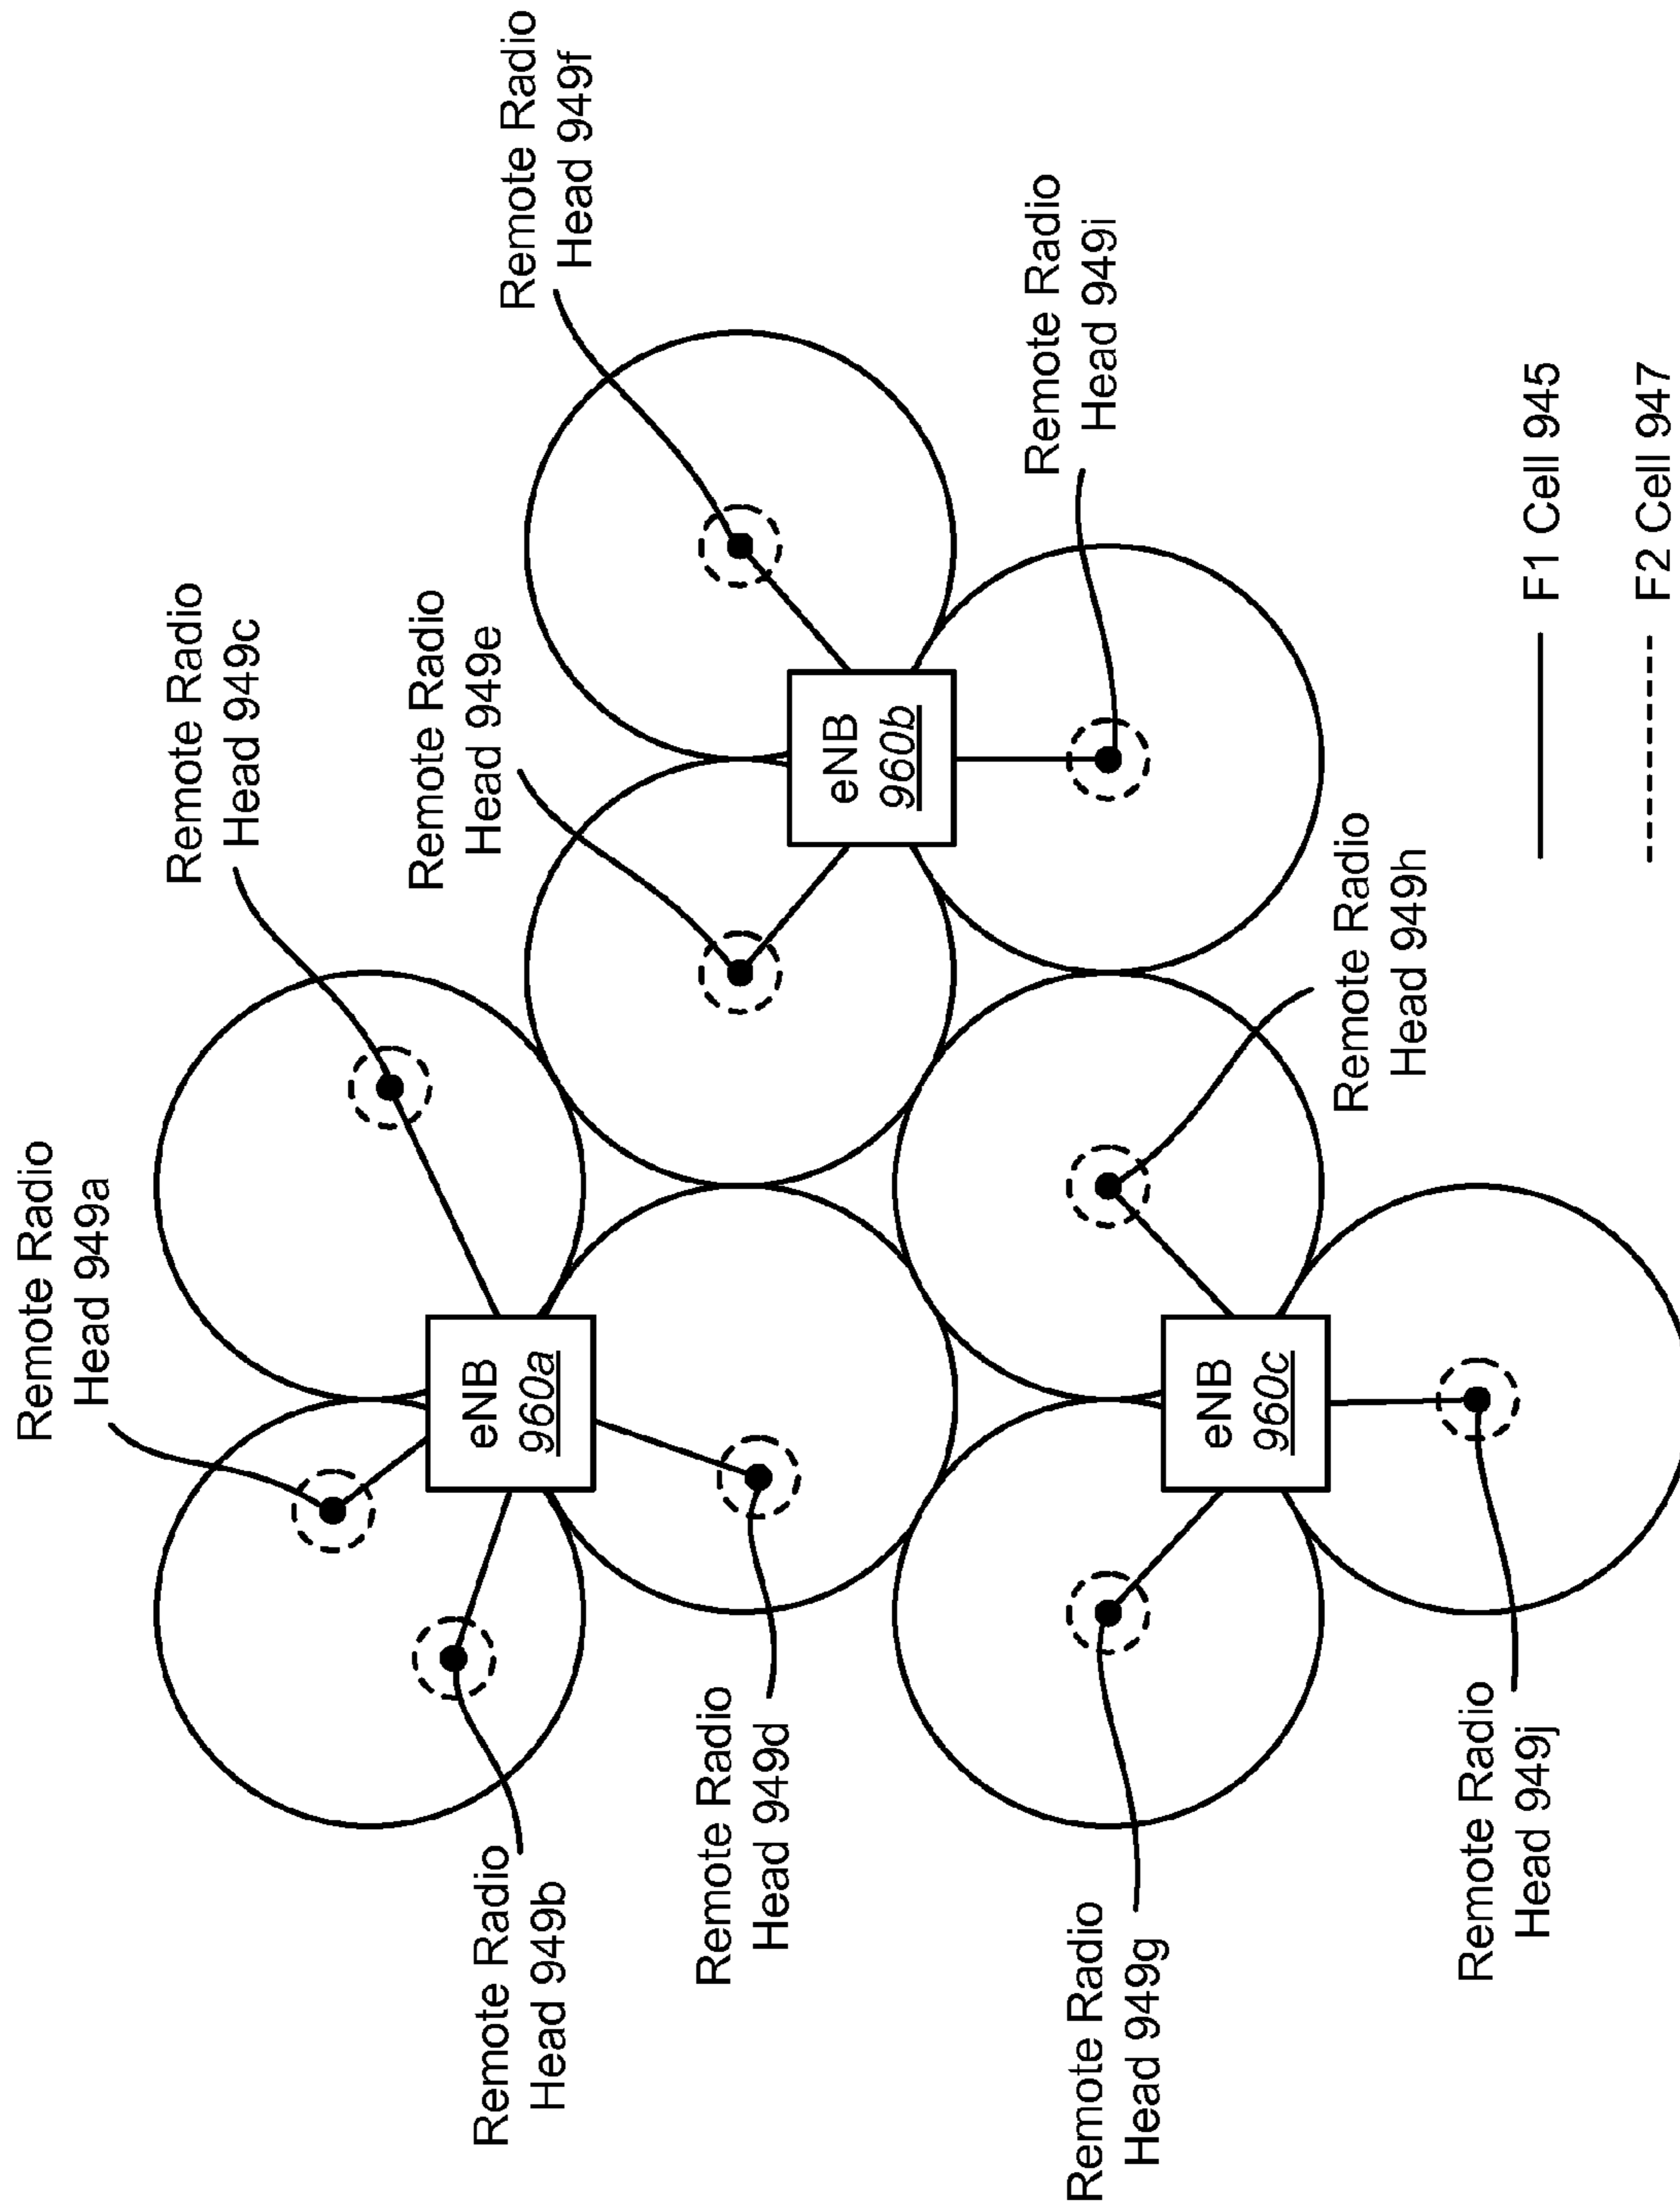 Remote Radio
Head 949a
Remote Radio
Head 949c
Remote Radio
Head 949e
Remote Radio
Head 949f
Remote Radio
Head 949b
eNB
960a
Remote Radio
Head 949d
eNB
960b
Remote Radio
Head 949i
Remote Radio
Head 949g
eNB
960c
Remote Radio
Head 949h
Remote Radio
Head 949j
F1 Cell 945
F2 Cell 947